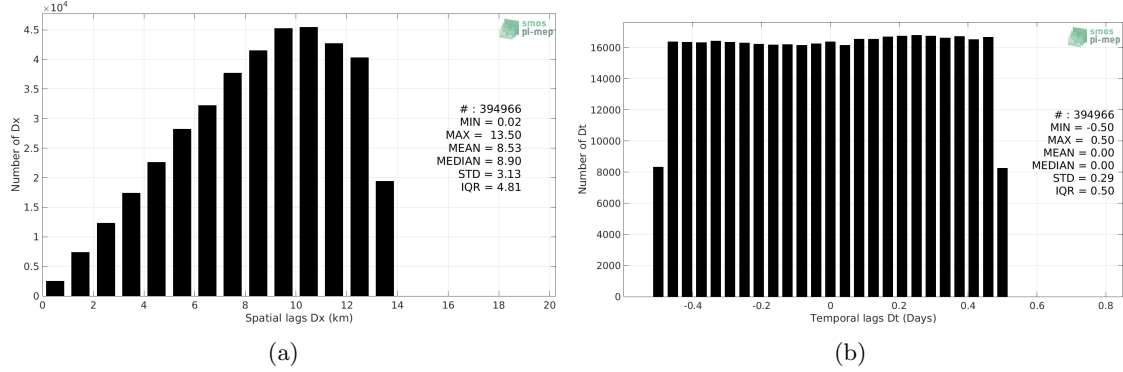 ×10⁴
4.5
4
3.5
3
2.5
2
1.5
1
0.5
0
Number of Dx
smos
pi-mep
# : 394966
MIN = 0.02
MAX = 13.50
MEAN = 8.53
MEDIAN = 8.90
STD = 3.13
IQR = 4.81
0 2 4 6 8 10 12 14 16 18 20
Spatial lags Dx (km)
(a)
16000
14000
12000
10000
8000
6000
4000
2000
0
Number of Dt
smos
pi-mep
# : 394966
MIN = -0.50
MAX = 0.50
MEAN = 0.00
MEDIAN = 0.00
STD = 0.29
IQR = 0.50
-0.4 -0.2 0 0.2 0.4 0.6 0.8
Temporal lags Dt (Days)
(b)